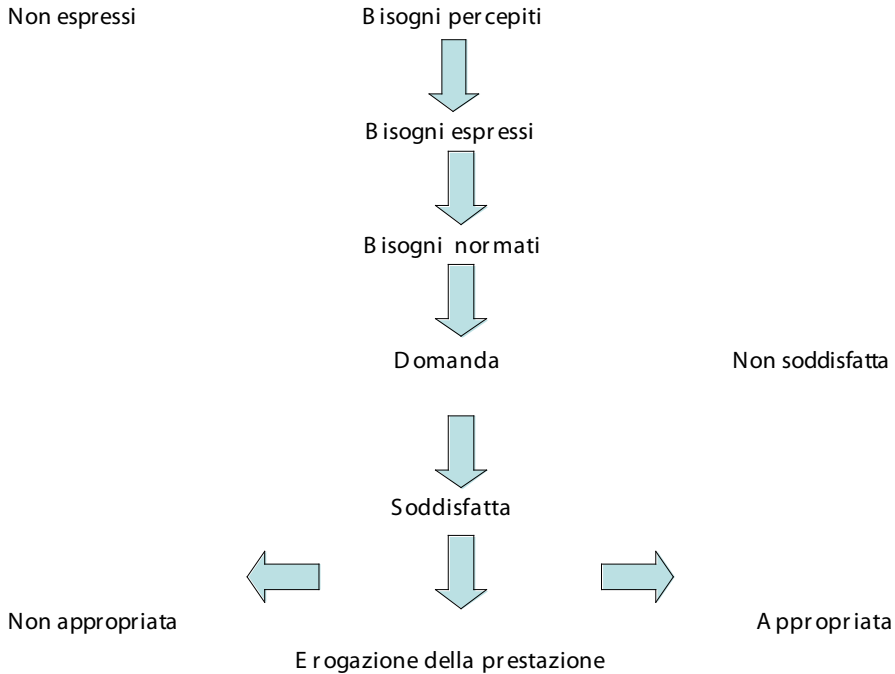 Non espressi Bisogni percepiti
Bisogni espressi
Bisogni normati
Domanda Non soddisfatta
Soddisfatta
Non appropriata Appropriata
Erogazione della prestazione